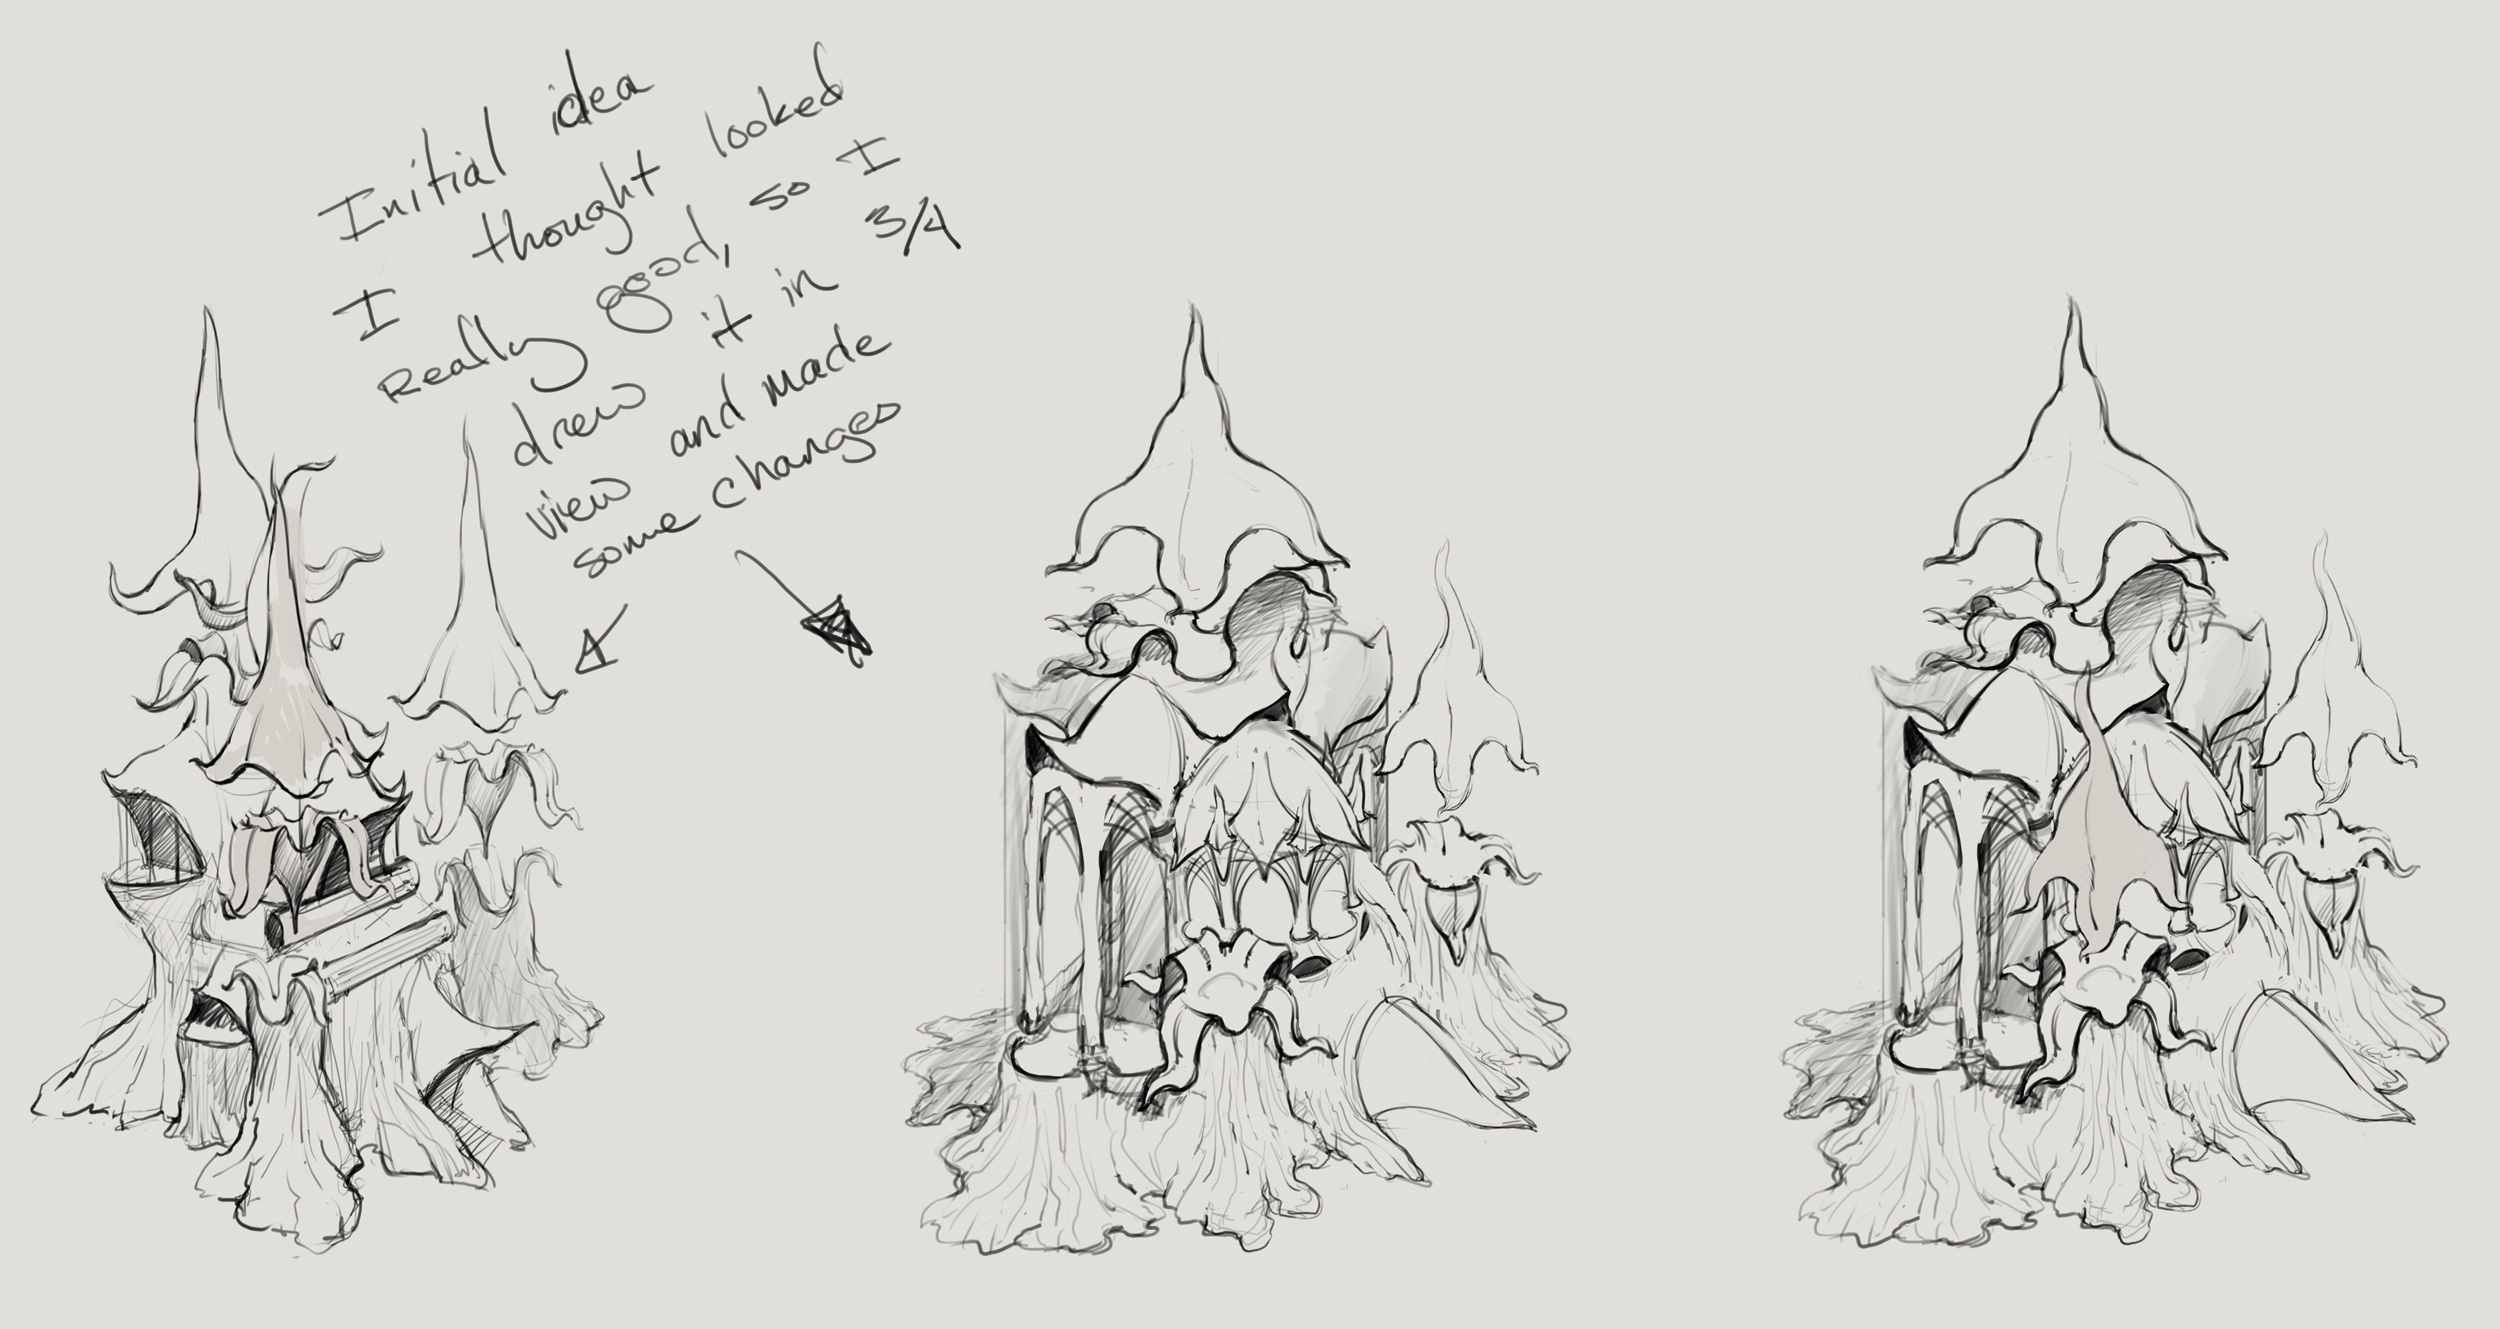 Initial idea
I thought looked
Really good, so I
drew it in 3/4
view and made
some changes